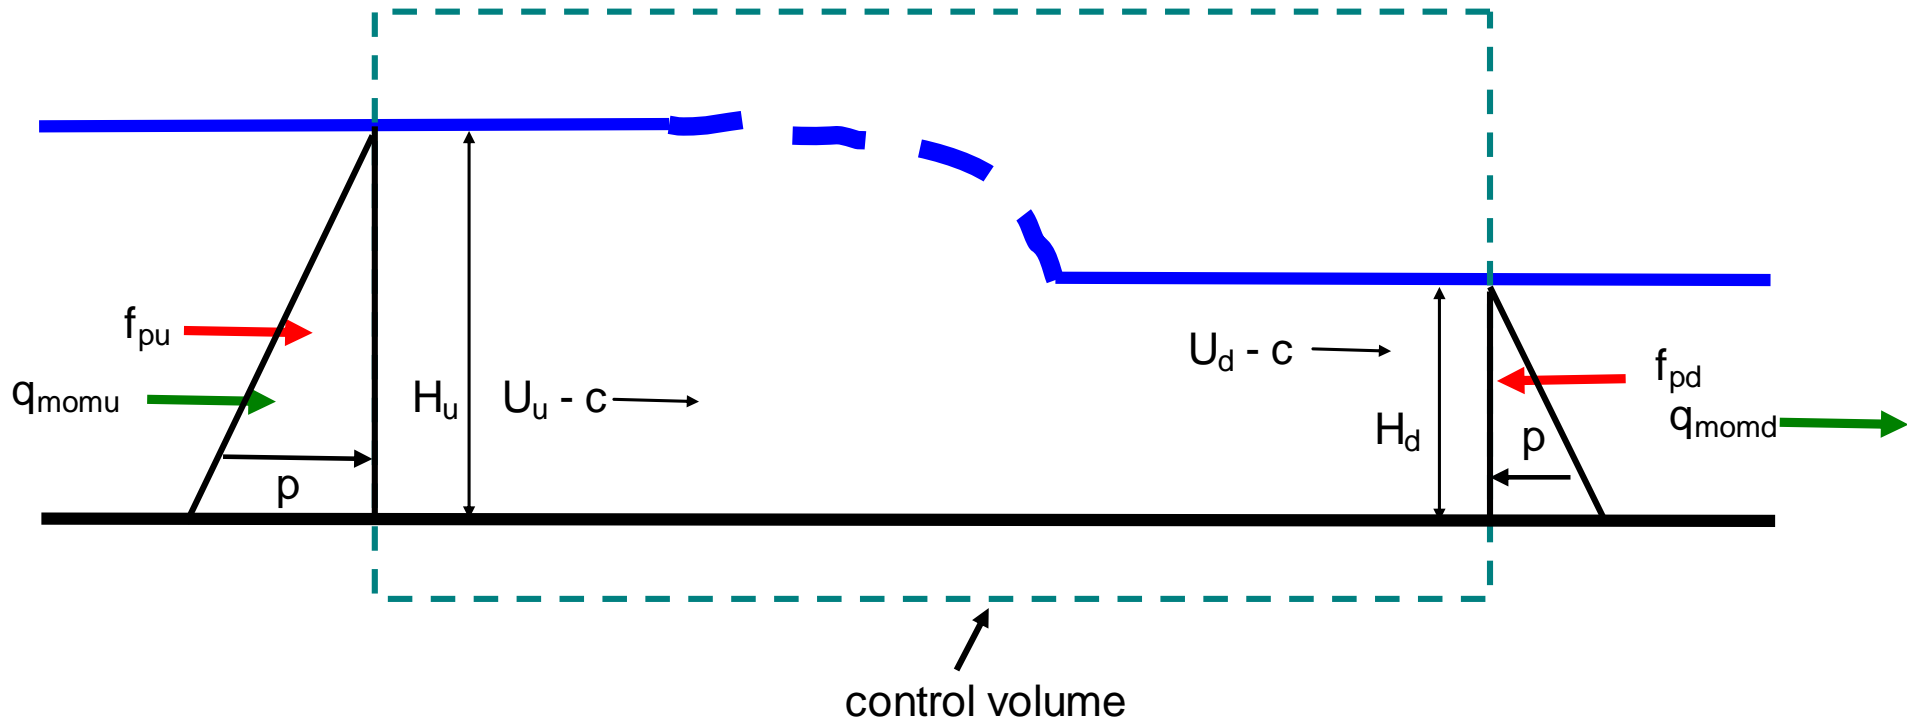 f_pu
q_momu
p
H_u
U_u - c
U_d - c
H_d
p
f_pd
q_momd
control volume